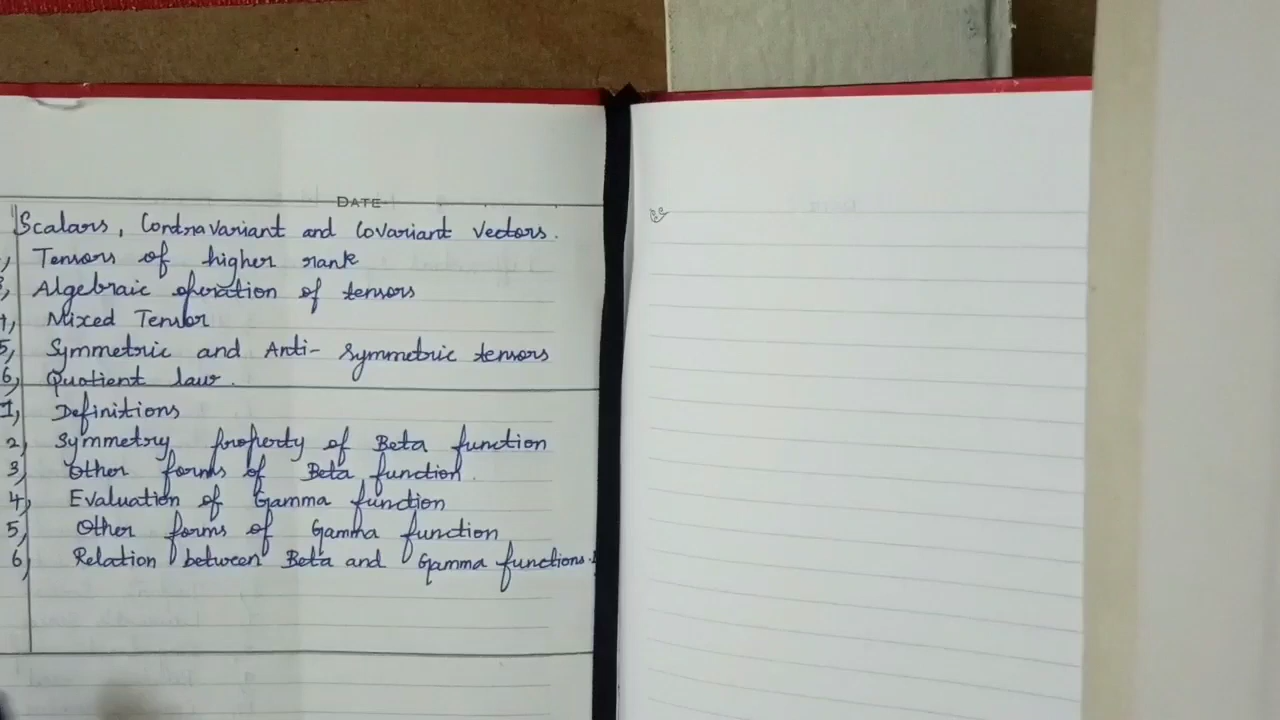 DATE
Scalars, Contravariant and Covariant Vectors.
, Tensors of higher rank
3, Algebraic operation of tensors
4, Mixed Tensor
5, Symmetric and Anti- symmetric tensors
6, Quotient law.
1, Definitions
2, Symmetry property of Beta function
3, Other forms of Beta function.
4, Evaluation of Gamma function
5, Other forms of Gamma function
6, Relation between Beta and Gamma functions.